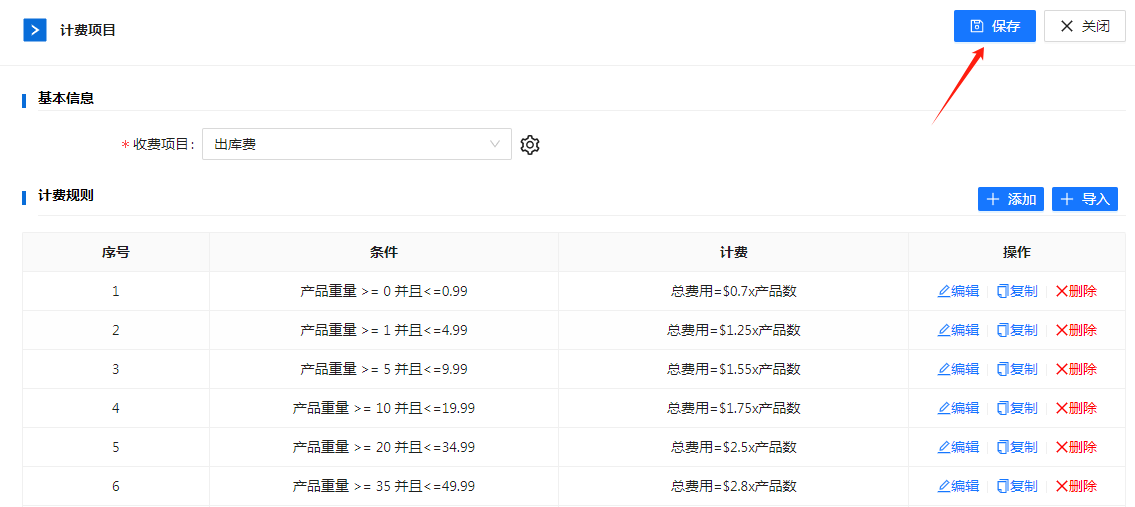 计费项目 保存 关闭
基本信息
*收费项目: 出库费
计费规则 添加 导入
序号 条件 计费 操作
1 产品重量 >= 0 并且<=0.99 总费用=$0.7x产品数 编辑 复制 删除
2 产品重量 >= 1 并且<=4.99 总费用=$1.25x产品数 编辑 复制 删除
3 产品重量 >= 5 并且<=9.99 总费用=$1.55x产品数 编辑 复制 删除
4 产品重量 >= 10 并且<=19.99 总费用=$1.75x产品数 编辑 复制 删除
5 产品重量 >= 20 并且<=34.99 总费用=$2.5x产品数 编辑 复制 删除
6 产品重量 >= 35 并且<=49.99 总费用=$2.8x产品数 编辑 复制 删除